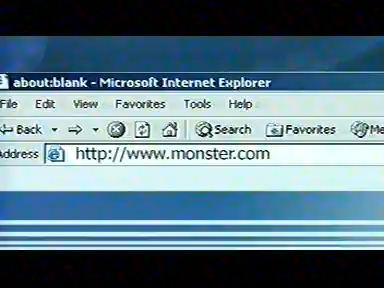 about:blank - Microsoft Internet Explorer
File Edit View Favorites Tools Help
Back Search Favorites
Address http://www.monster.com